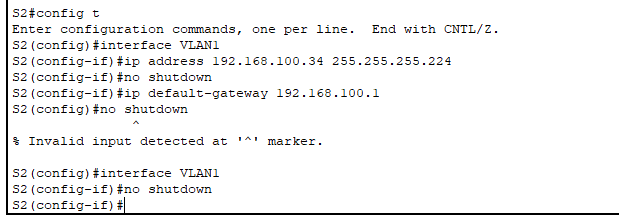 S2#config t
Enter configuration commands, one per line.  End with CNTL/Z.
S2(config)#interface VLAN1
S2(config-if)#ip address 192.168.100.34 255.255.255.224
S2(config-if)#no shutdown
S2(config-if)#ip default-gateway 192.168.100.1
S2(config)#no shutdown
               ^
% Invalid input detected at '^' marker.

S2(config)#interface VLAN1
S2(config-if)#no shutdown
S2(config-if)#